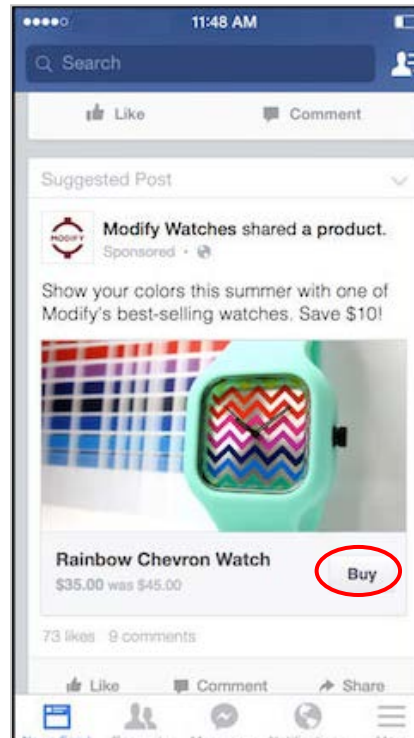 11:48 AM
Search
Like Comment
Suggested Post
MODIFY
Modify Watches shared a product.
Sponsored
Show your colors this summer with one of
Modify's best-selling watches. Save $10!
Rainbow Chevron Watch
$35.00 was $45.00
Buy
73 likes 9 comments
Like Comment Share